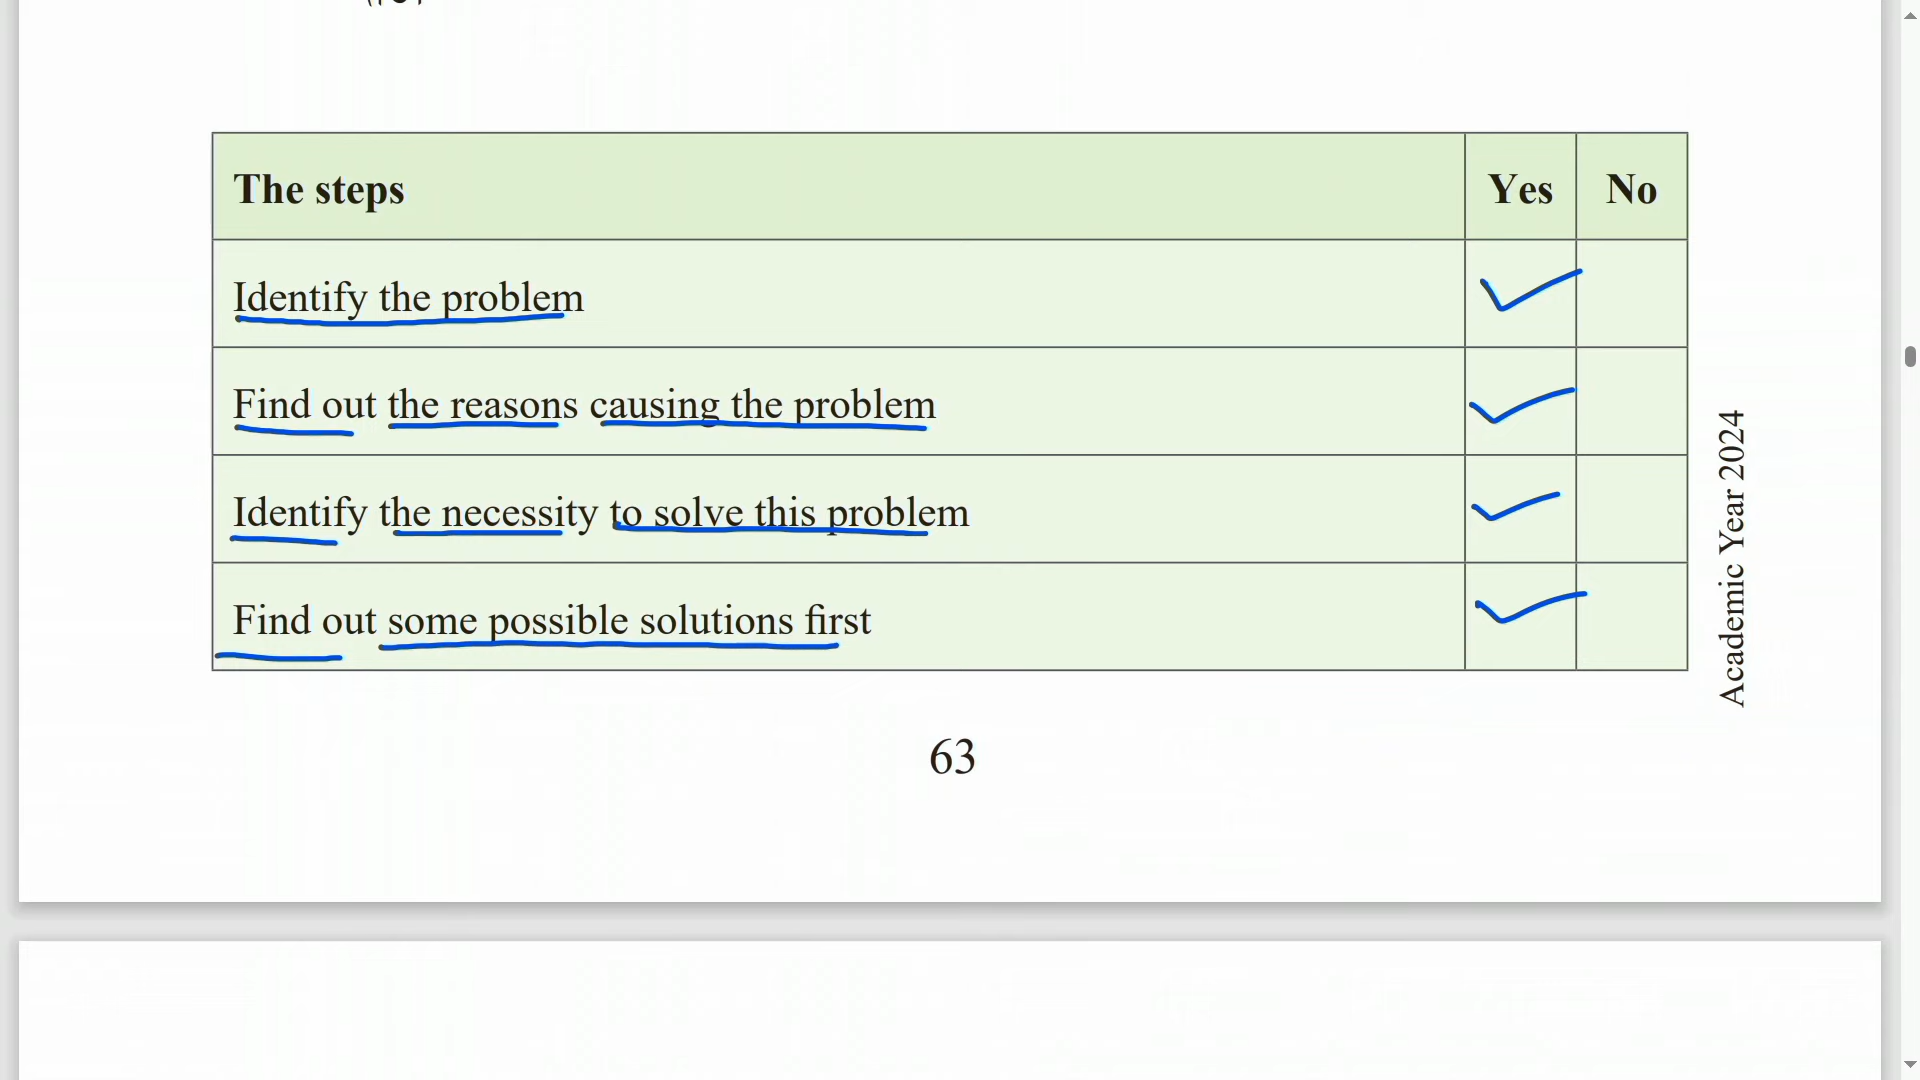 The steps Yes No
Identify the problem
Find out the reasons causing the problem
Identify the necessity to solve this problem
Find out some possible solutions first
Academic Year 2024
63